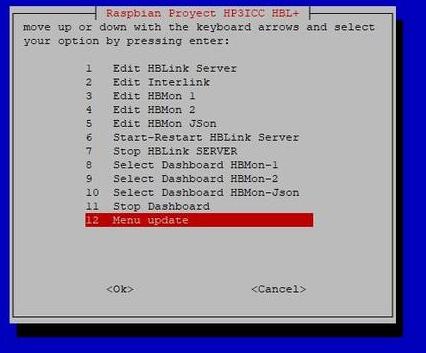 Raspbian Proyect HP3ICC HBL+
move up or down with the keyboard arrows and select
your option by pressing enter:
1 Edit HBLink Server
2 Edit Interlink
3 Edit HBMon 1
4 Edit HBMon 2
5 Edit HBMon JSon
6 Start-Restart HBLink Server
7 Stop HBLink SERVER
8 Select Dashboard HBMon-1
9 Select Dashboard HBMon-2
10 Select Dashboard HBMon-Json
11 Stop Dashboard
12 Menu update
<Ok> <Cancel>